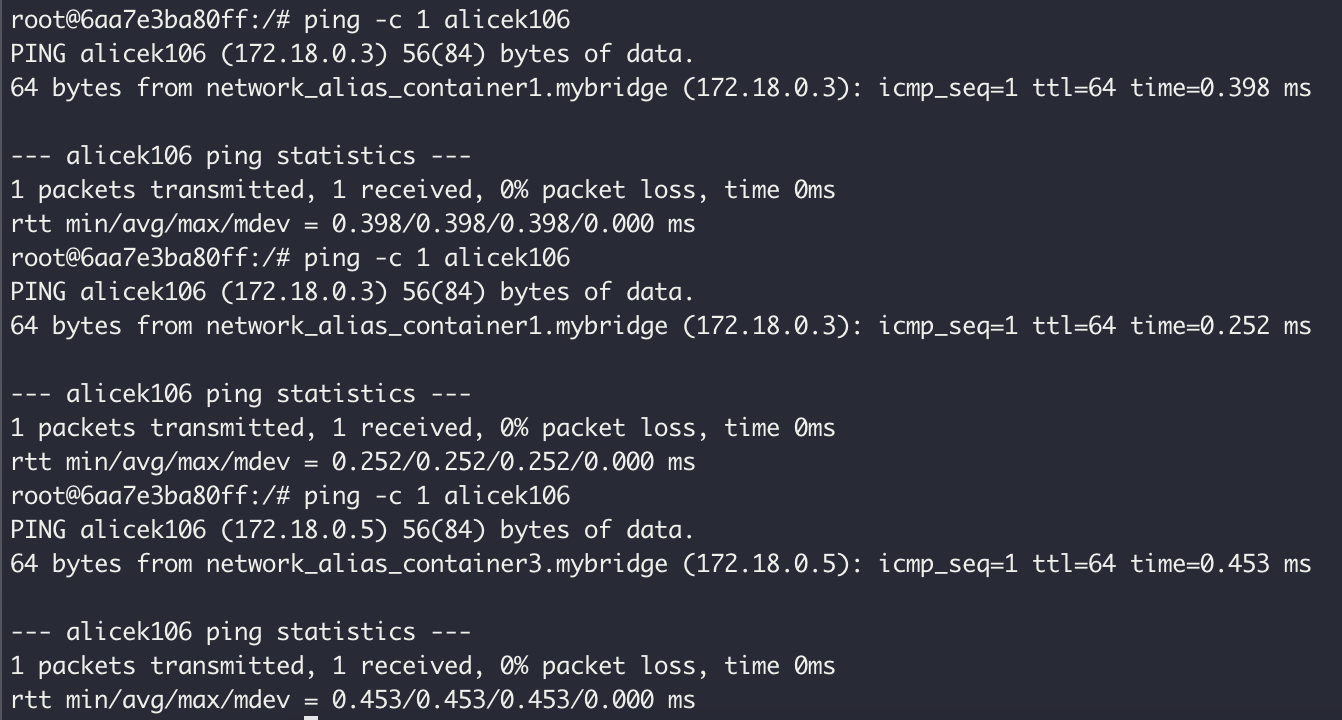 root@6aa7e3ba80ff:/# ping -c 1 alicek106
PING alicek106 (172.18.0.3) 56(84) bytes of data.
64 bytes from network_alias_container1.mybridge (172.18.0.3): icmp_seq=1 ttl=64 time=0.398 ms
--- alicek106 ping statistics ---
1 packets transmitted, 1 received, 0% packet loss, time 0ms
rtt min/avg/max/mdev = 0.398/0.398/0.398/0.000 ms
root@6aa7e3ba80ff:/# ping -c 1 alicek106
PING alicek106 (172.18.0.3) 56(84) bytes of data.
64 bytes from network_alias_container1.mybridge (172.18.0.3): icmp_seq=1 ttl=64 time=0.252 ms
--- alicek106 ping statistics ---
1 packets transmitted, 1 received, 0% packet loss, time 0ms
rtt min/avg/max/mdev = 0.252/0.252/0.252/0.000 ms
root@6aa7e3ba80ff:/# ping -c 1 alicek106
PING alicek106 (172.18.0.5) 56(84) bytes of data.
64 bytes from network_alias_container3.mybridge (172.18.0.5): icmp_seq=1 ttl=64 time=0.453 ms
--- alicek106 ping statistics ---
1 packets transmitted, 1 received, 0% packet loss, time 0ms
rtt min/avg/max/mdev = 0.453/0.453/0.453/0.000 ms